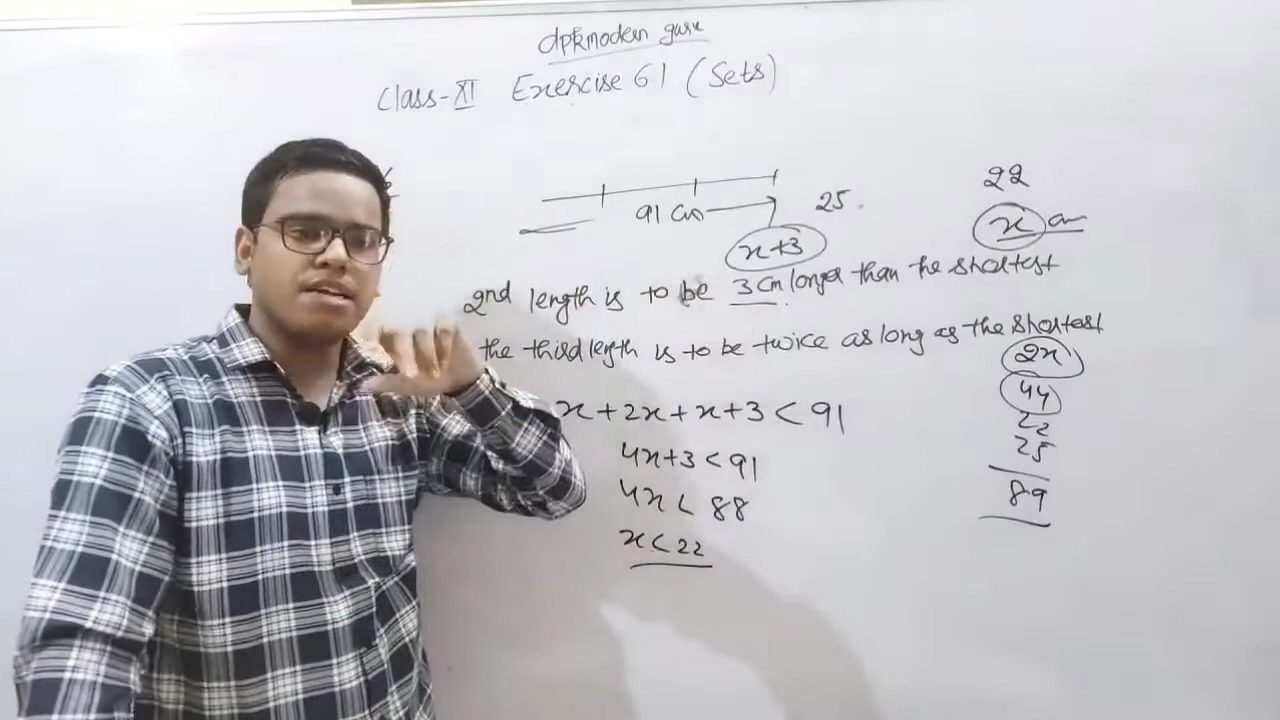 dpkmodern guru
Class-XI Exercise 6.1 (Sets)
22
91 cm
25.
x cm
x+3
2nd length is to be 3 cm longer than the shortest
the third length is to be twice as long as the shortest
2x
x+2x+x+3<91
44
22
4x+3<91
25
4x< 88
89
x<22